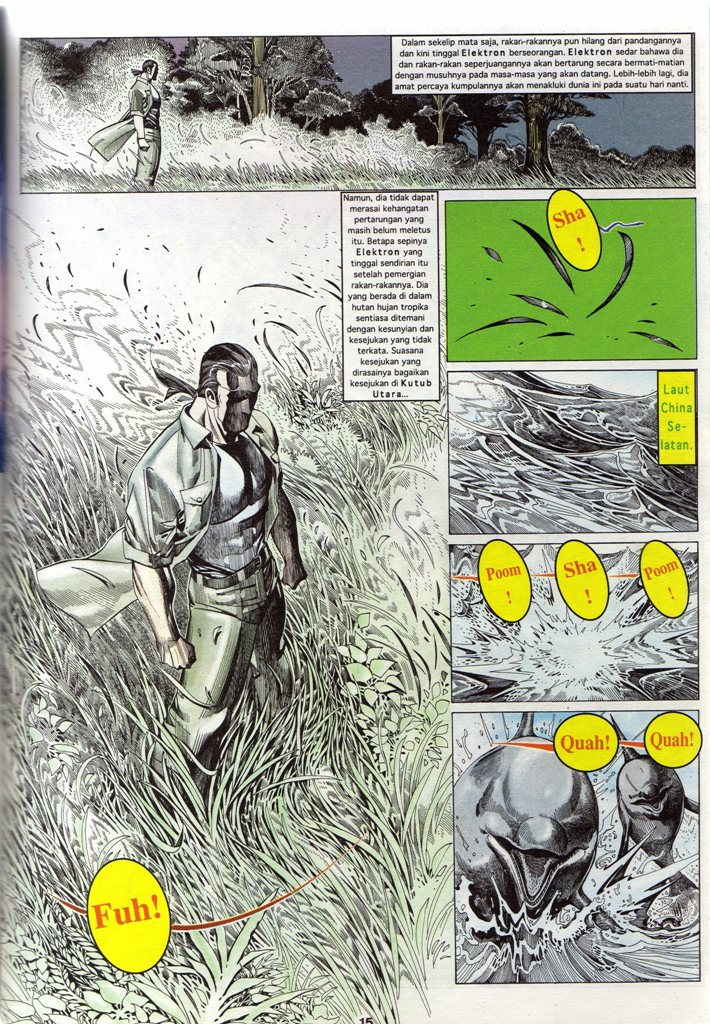 Dalam sekelip mata saja, rakan-rakannya pun hilang dari pandangannya
dan kini tinggal Elektron berseorangan. Elektron sedar bahawa dia
dan rakan-rakan seperjuangannya akan bertarung secara bermati-matian
dengan musuhnya pada masa-masa yang akan datang. Lebih-lebih lagi, dia
amat percaya kumpulannya akan menakluki dunia ini pada suatu hari nanti.
Namun, dia tidak dapat
merasai kehangatan
pertarungan yang
masih belum meletus
itu. Betapa sepinya
Elektron yang
tinggal sendirian itu
setelah pemergian
rakan-rakannya. Dia
yang berada di dalam
hutan hujan tropika
sentiasa ditemani
dengan kesunyian dan
kesejukan yang tidak
terkata. Suasana
kesejukan yang
dirasainya bagaikan
kesejukan di Kutub
Utara...
Sha
!
Laut
China
Se-
latan.
Poom
!
Sha
!
Poom
!
Quah!
Quah!
Fuh!
15